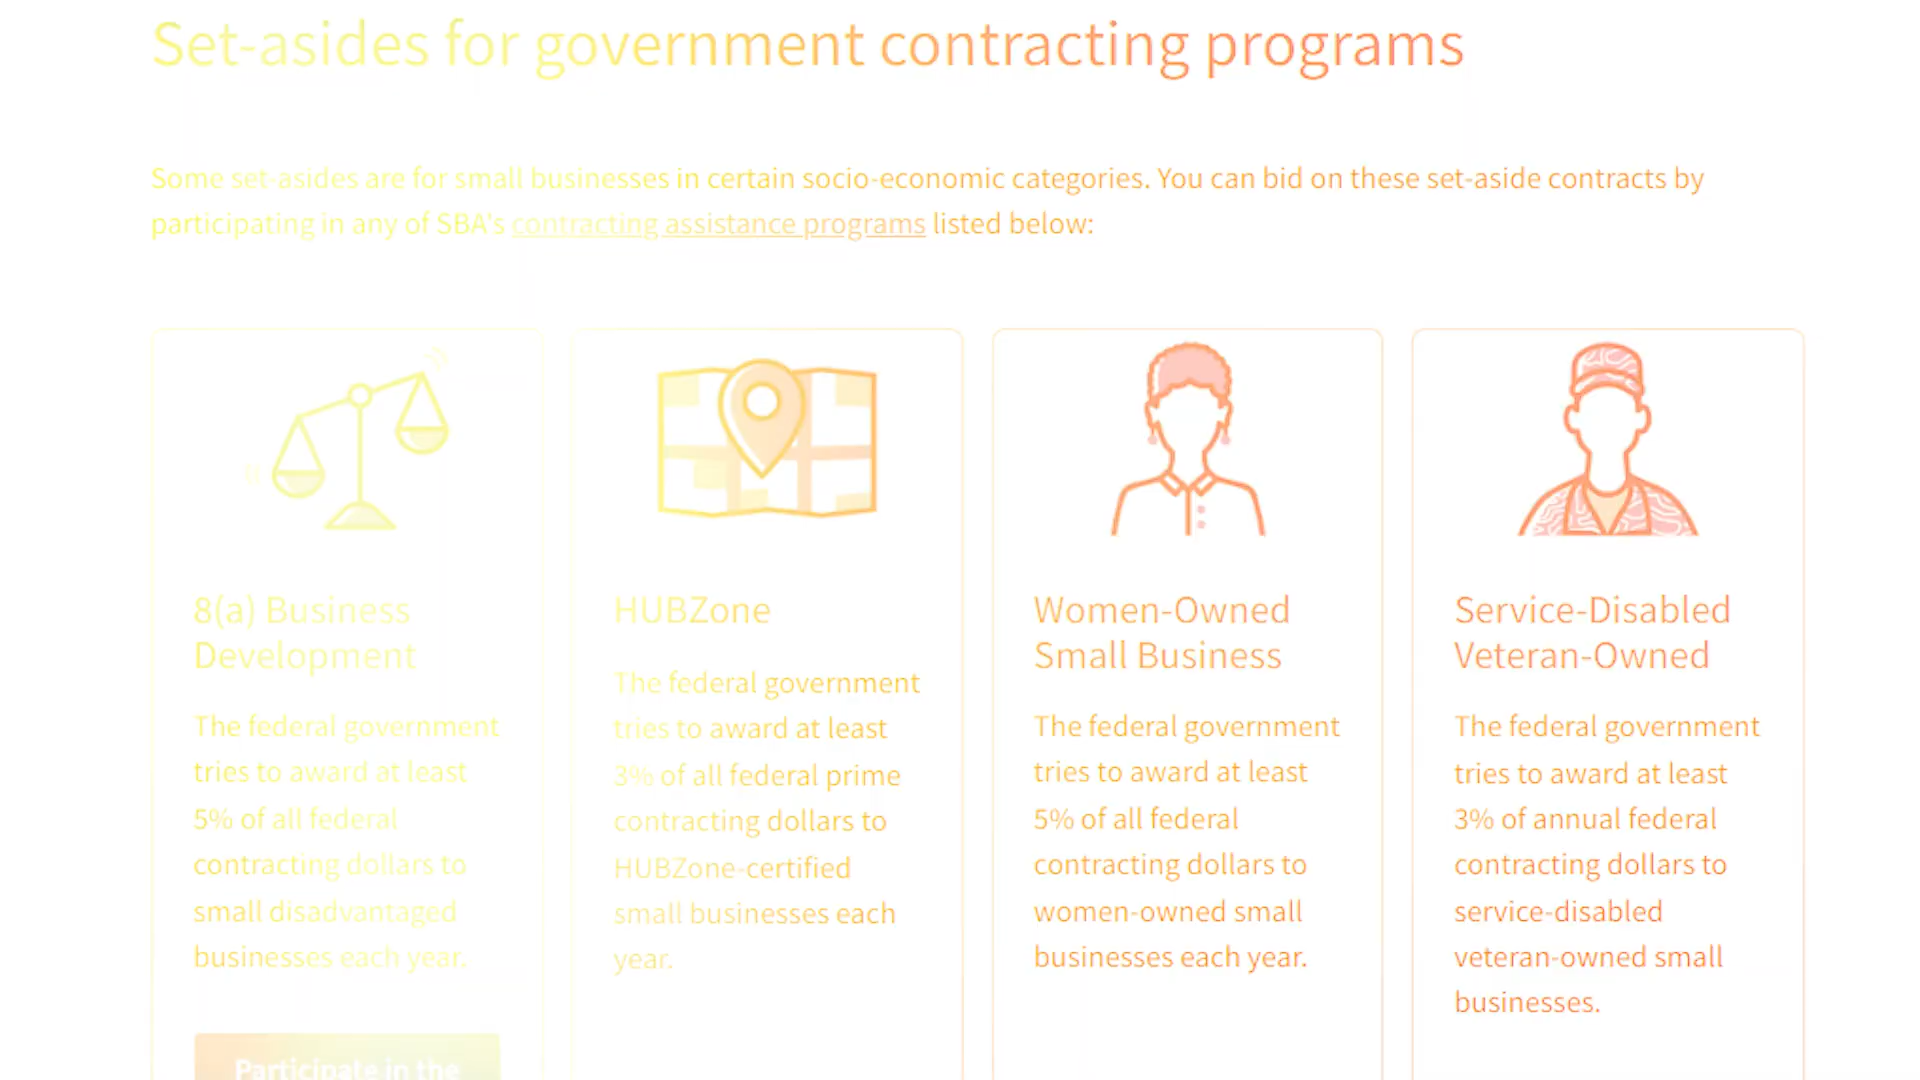 Set-asides for government contracting programs
Some set-asides are for small businesses in certain socio-economic categories. You can bid on these set-aside contracts by
participating in any of SBA's contracting assistance programs listed below:
8(a) Business
Development
The federal government
tries to award at least
5% of all federal
contracting dollars to
small disadvantaged
businesses each year.
Participate in the
HUBZone
The federal government
tries to award at least
3% of all federal prime
contracting dollars to
HUBZone-certified
small businesses each
year.
Women-Owned
Small Business
The federal government
tries to award at least
5% of all federal
contracting dollars to
women-owned small
businesses each year.
Service-Disabled
Veteran-Owned
The federal government
tries to award at least
3% of annual federal
contracting dollars to
service-disabled
veteran-owned small
businesses.